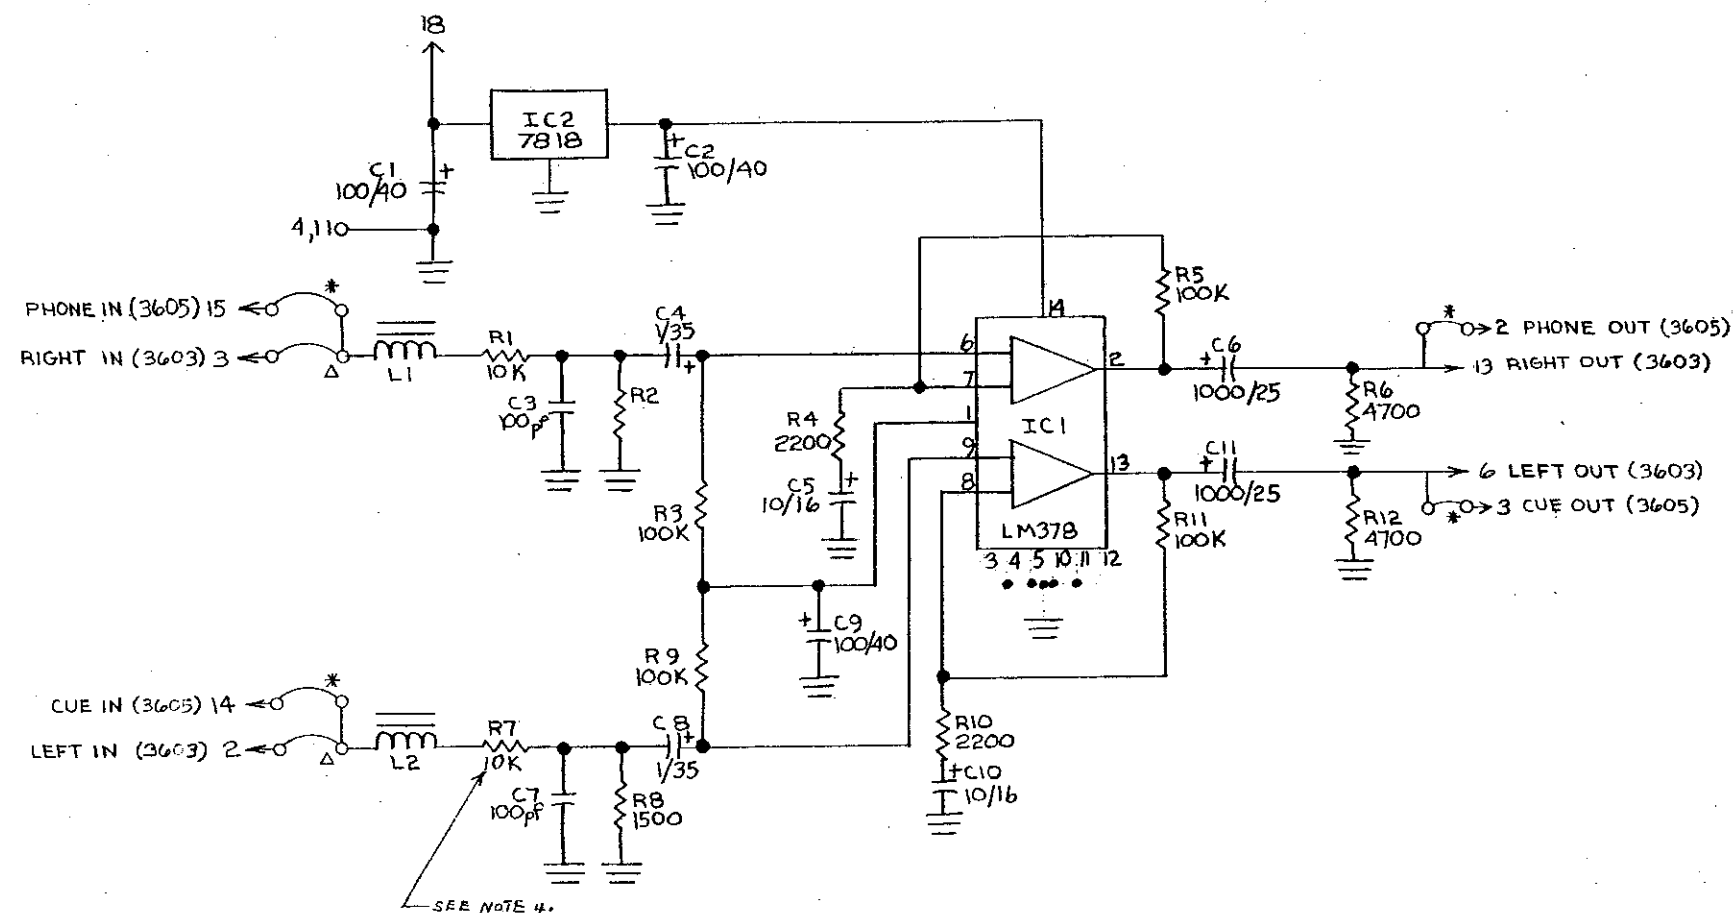 18
IC2
7818
C1
100/40
+
+
C2
100/40
4,11
PHONE IN (3605) 15
*
RIGHT IN (3603) 3
Δ
L1
R1
10K
C3
100pf
R2
C4
1/35
+
R3
100K
R4
2200
C5
10/16
+
6
7
1
9
8
14
2
13
IC1
LM378
3 4 5 10 11 12
R5
100K
+
C6
1000/25
R6
4700
*
2 PHONE OUT (3605)
13 RIGHT OUT (3603)
+
C11
1000/25
R11
100K
R12
4700
6 LEFT OUT (3603)
*
3 CUE OUT (3605)
+
C9
100/40
R9
100K
CUE IN (3605) 14
*
LEFT IN (3603) 2
Δ
L2
R7
10K
C7
100pf
R8
1500
C8
+
1/35
R10
2200
+C10
10/16
SEE NOTE 4.